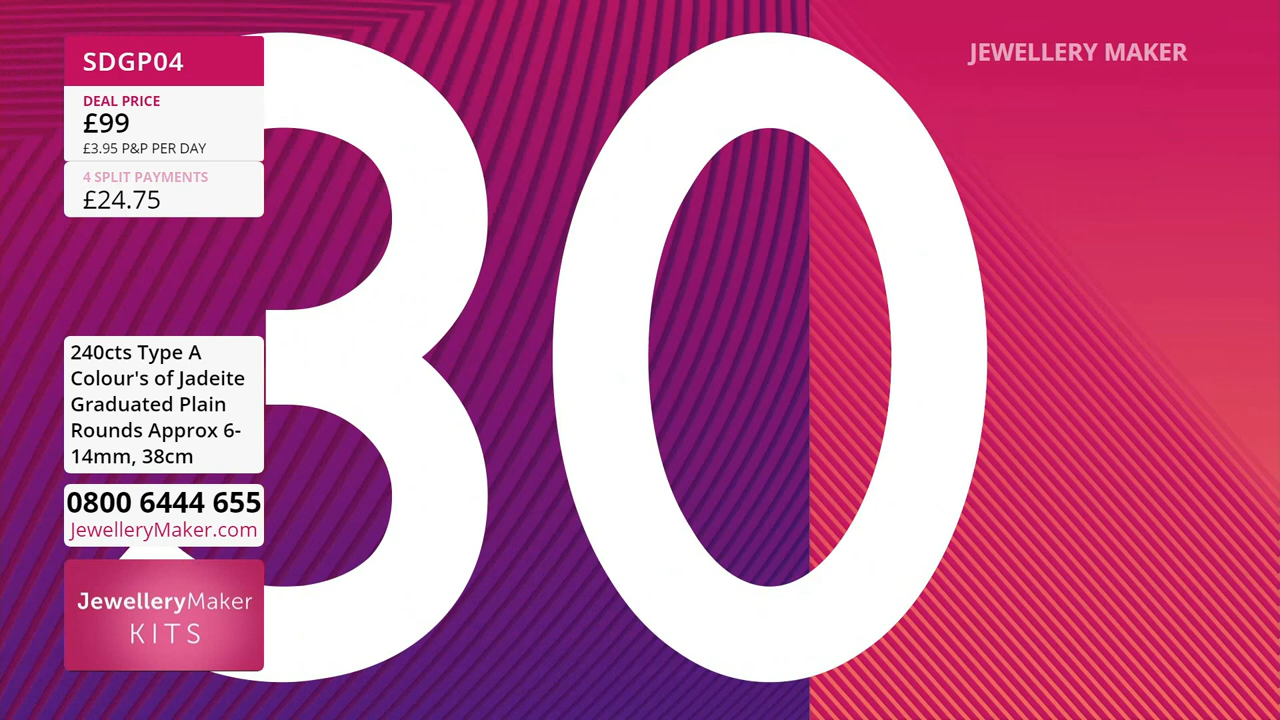 SDGP04
DEAL PRICE
£99
£3.95 P&P PER DAY
4 SPLIT PAYMENTS
£24.75
240cts Type A
Colour's of Jadeite
Graduated Plain
Rounds Approx 6-
14mm, 38cm
0800 6444 655
JewelleryMaker.com
JewelleryMaker
KITS
30
JEWELLERY MAKER